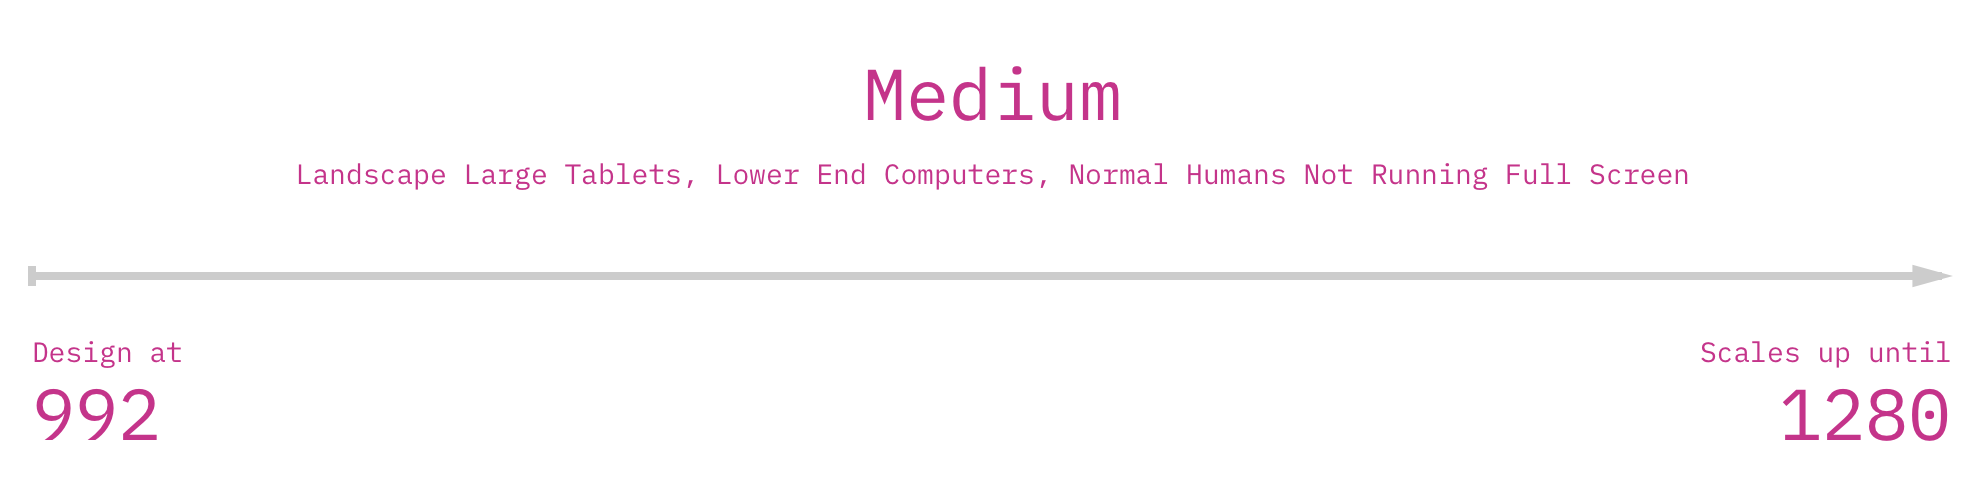 Medium
Landscape Large Tablets, Lower End Computers, Normal Humans Not Running Full Screen
Design at
992
Scales up until
1280